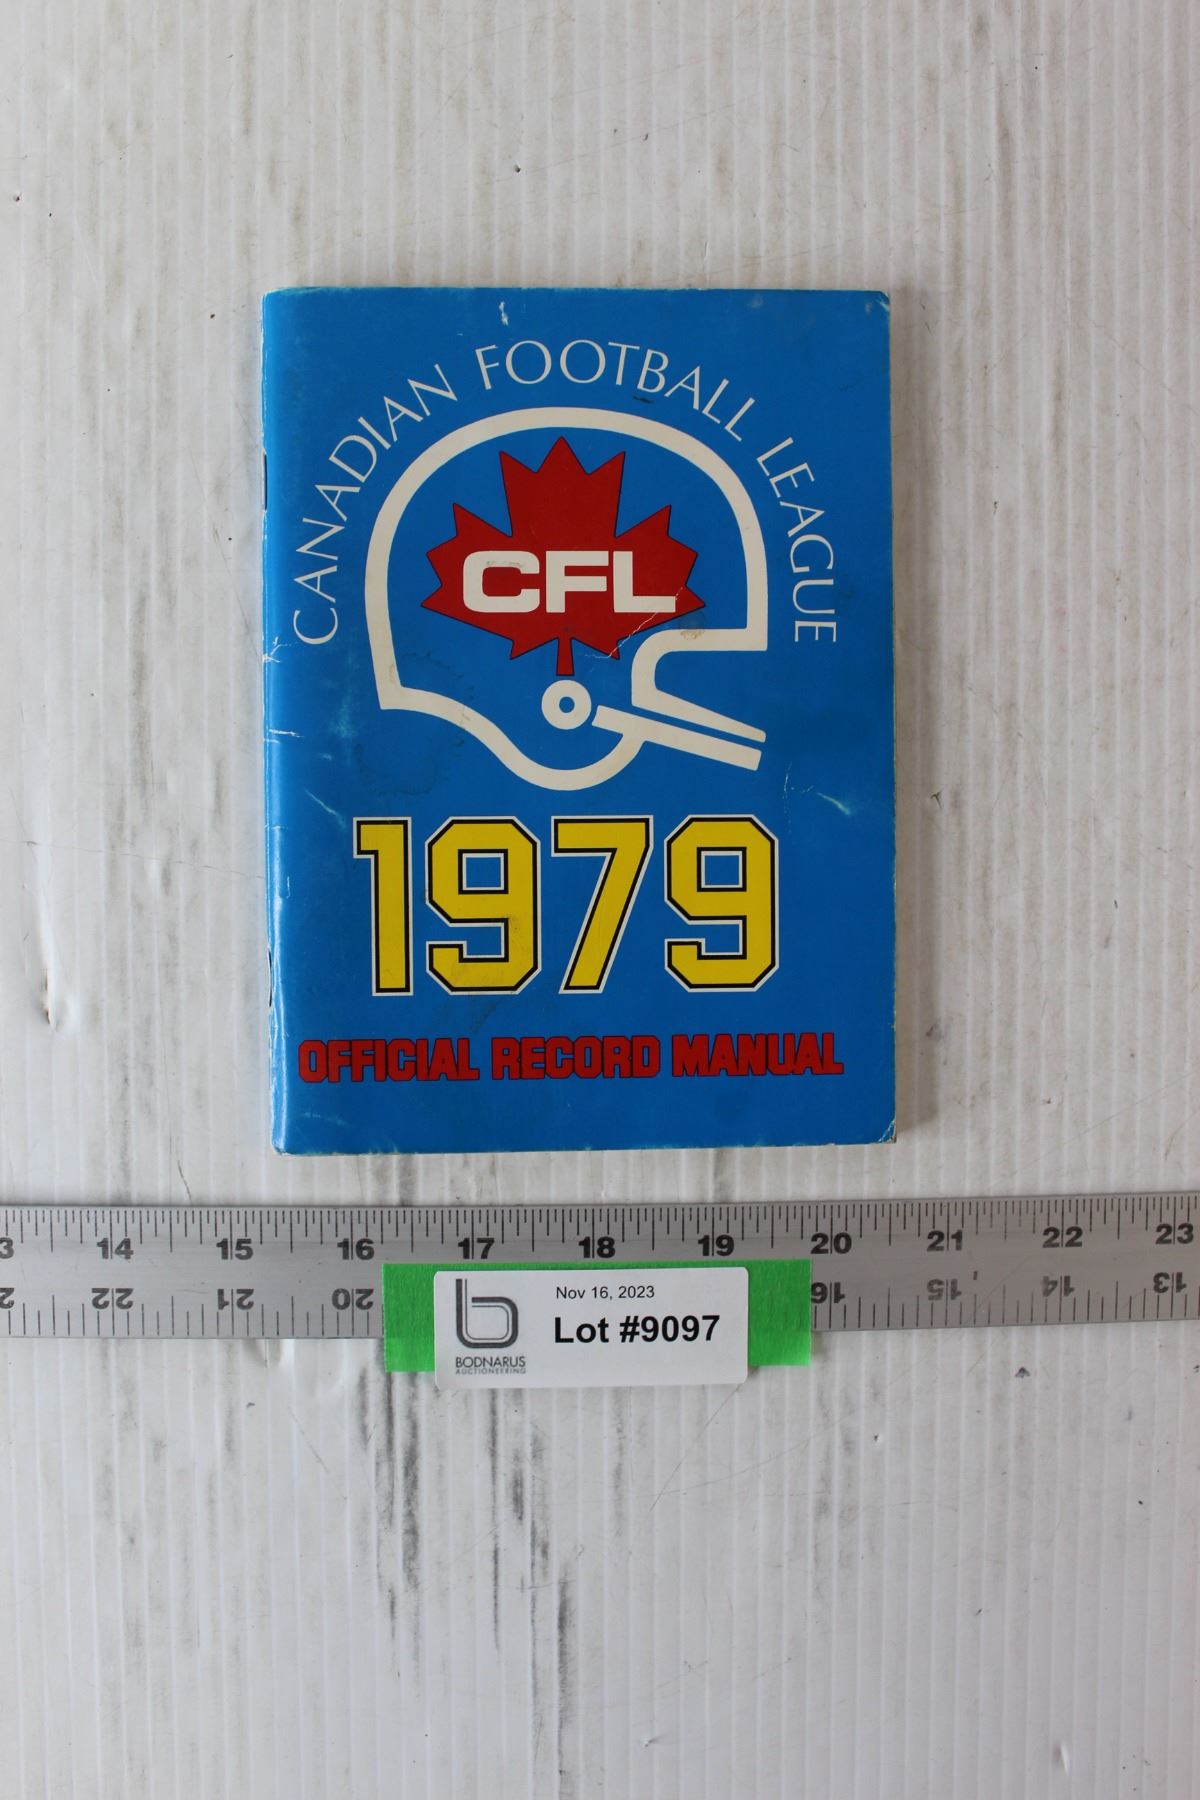 CANADIAN FOOTBALL LEAGUE
CFL
1979
OFFICIAL RECORD MANUAL
3 14 15 16 17 18 19 20 21 22 23
22 21 20 16 15 14 13
Nov 16, 2023
Lot #9097
BODNARUS
AUCTIONEERING